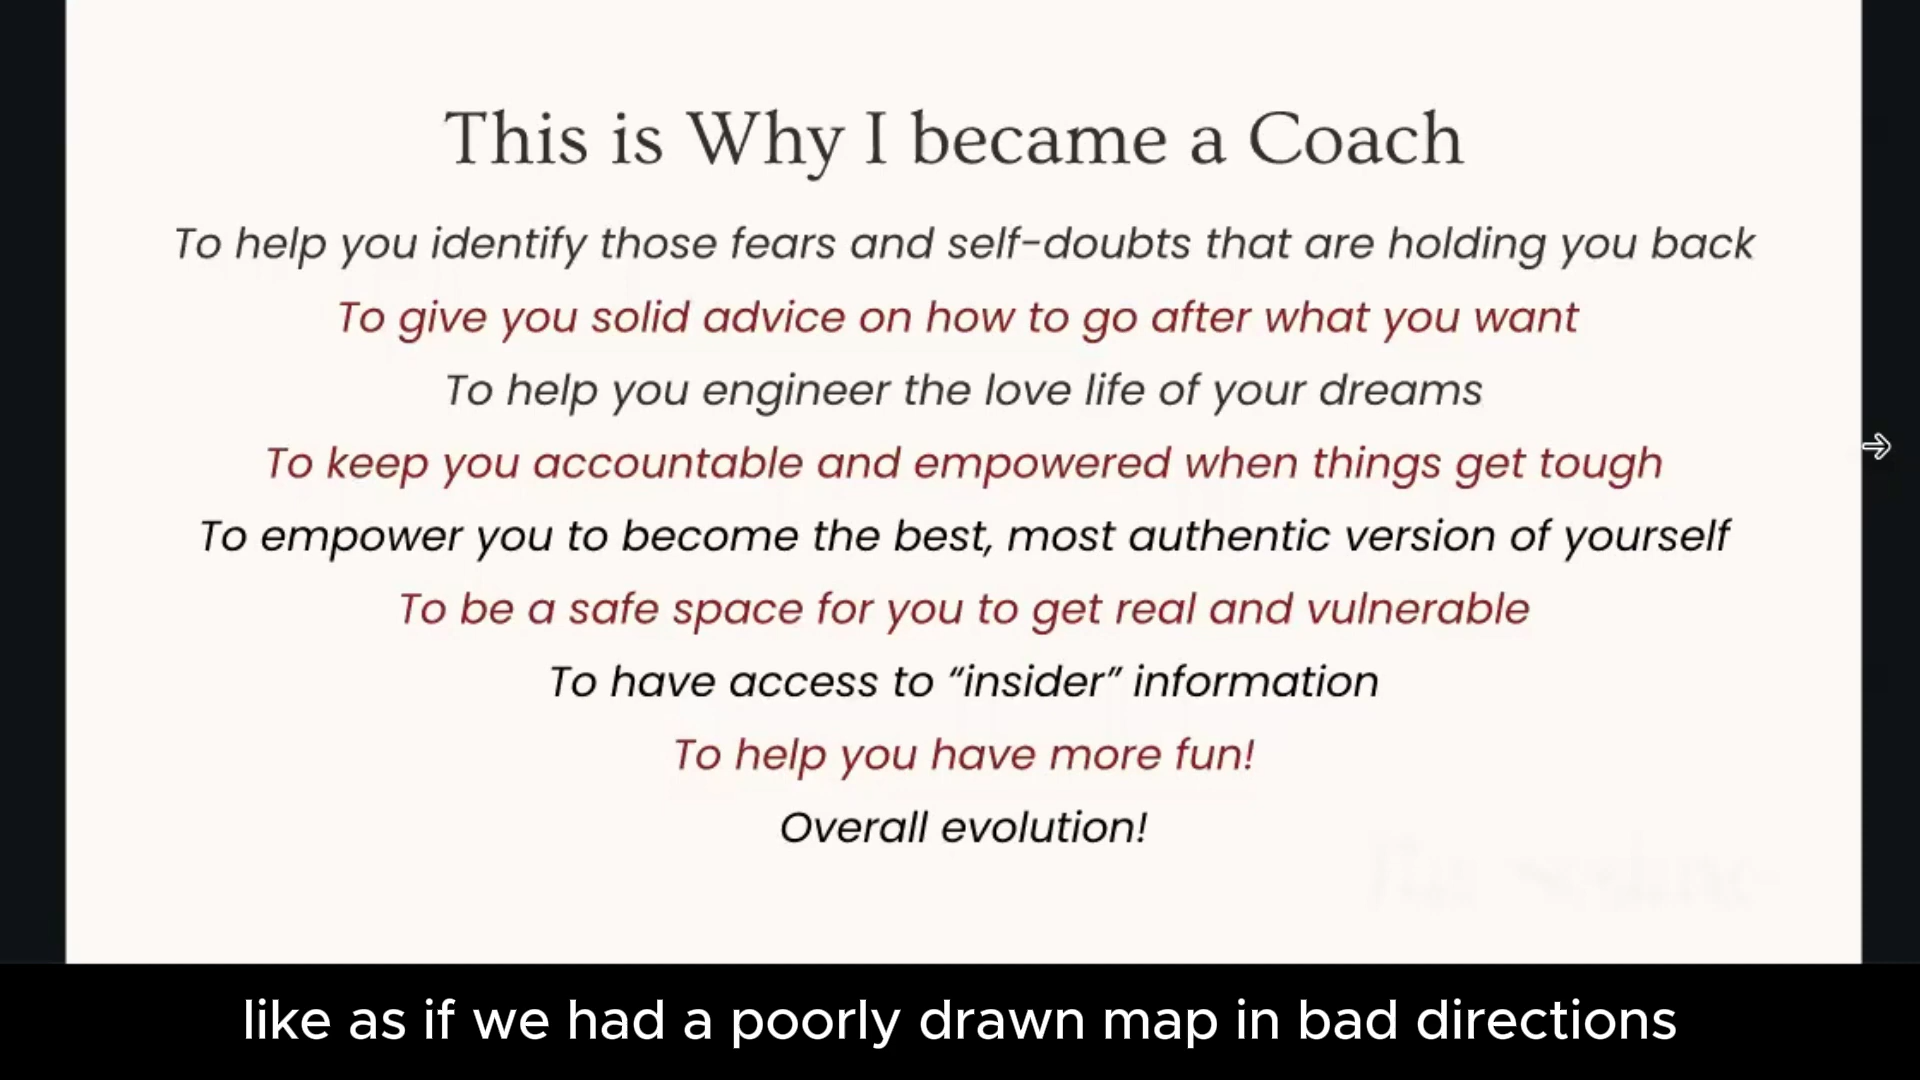 This is Why I became a Coach
To help you identify those fears and self-doubts that are holding you back
To give you solid advice on how to go after what you want
To help you engineer the love life of your dreams
To keep you accountable and empowered when things get tough
To empower you to become the best, most authentic version of yourself
To be a safe space for you to get real and vulnerable
To have access to “insider” information
To help you have more fun!
Overall evolution!
like as if we had a poorly drawn map in bad directions